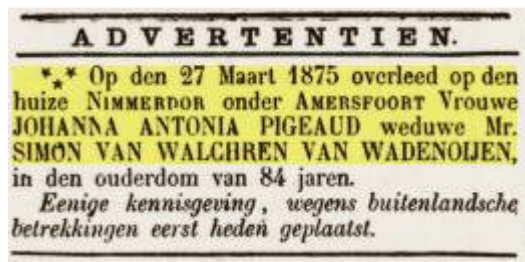 ADVERTENTIEN.
*⁎* Op den 27 Maart 1875 overleed op den
huize NIMMERDOR onder AMERSFOORT Vrouwe
JOHANNA ANTONIA PIGEAUD weduwe Mr.
SIMON VAN WALCHREN VAN WADENOIJEN,
in den ouderdom van 84 jaren.
Eenige kennisgeving, wegens buitenlandsche
betrekkingen eerst heden geplaatst.